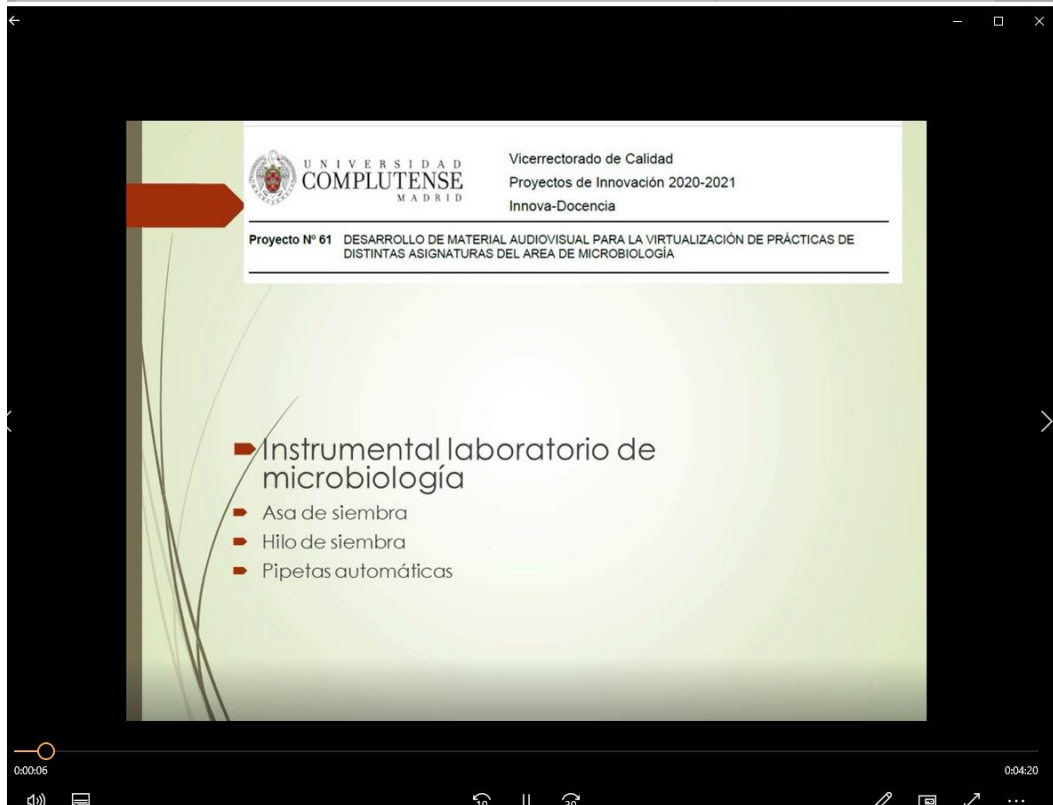 UNIVERSIDAD
COMPLUTENSE
MADRID
Vicerrectorado de Calidad
Proyectos de Innovación 2020-2021
Innova-Docencia
Proyecto Nº 61 DESARROLLO DE MATERIAL AUDIOVISUAL PARA LA VIRTUALIZACIÓN DE PRÁCTICAS DE
DISTINTAS ASIGNATURAS DEL AREA DE MICROBIOLOGÍA
Instrumental laboratorio de
microbiología
Asa de siembra
Hilo de siembra
Pipetas automáticas
0:00:06
0:04:20
10
30